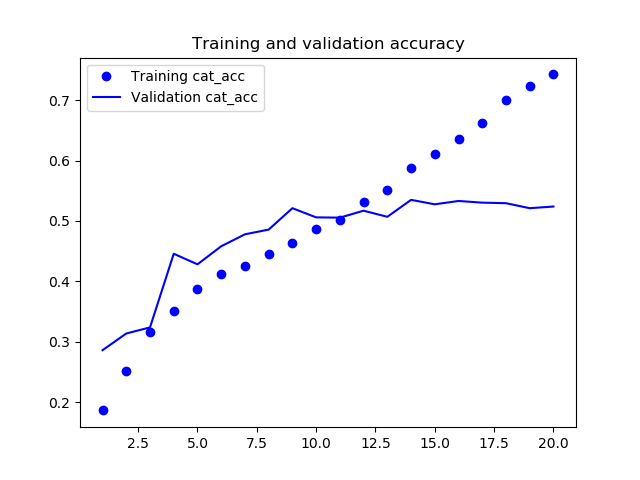 Training and validation accuracy
Training cat_acc
Validation cat_acc
0.7
0.6
0.5
0.4
0.3
0.2
2.5 5.0 7.5 10.0 12.5 15.0 17.5 20.0